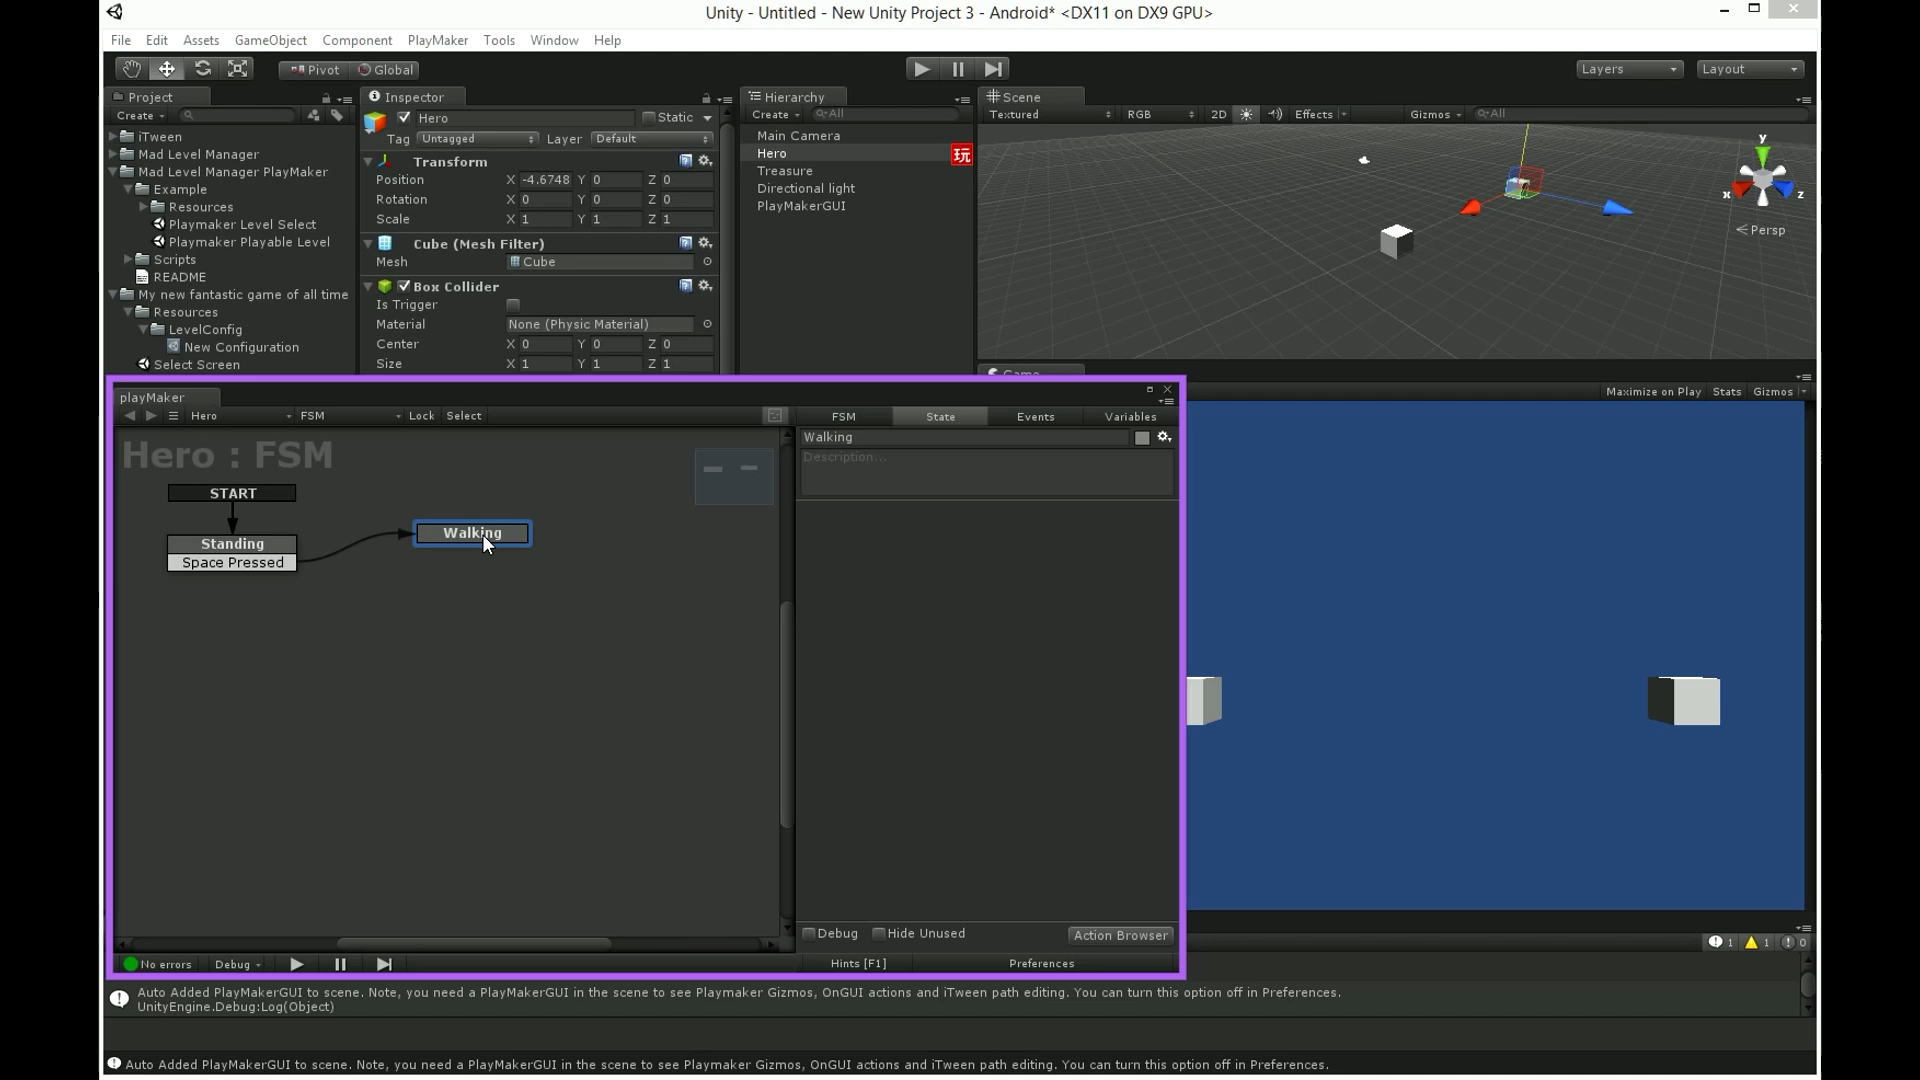 Unity - Untitled - New Unity Project 3 - Android* <DX11 on DX9 GPU>
File Edit Assets GameObject Component PlayMaker Tools Window Help
Pivot Global Layers Layout
Project
Create
iTween
Mad Level Manager
Mad Level Manager PlayMaker
Example
Resources
Playmaker Level Select
Playmaker Playable Level
Scripts
README
My new fantastic game of all time
Resources
LevelConfig
New Configuration
Select Screen
Inspector
Hero Static
Tag Untagged Layer Default
Transform
Position X -4.6748 Y 0 Z 0
Rotation X 0 Y 0 Z 0
Scale X 1 Y 1 Z 1
Cube (Mesh Filter)
Mesh Cube
Box Collider
Is Trigger
Material None (Physic Material)
Center X 0 Y 0 Z 0
Size X 1 Y 1 Z 1
Hierarchy
Create All
Main Camera
Hero 玩
Treasure
Directional light
PlayMakerGUI
Scene
Textured RGB 2D Effects Gizmos All
y
x z
Persp
Game
Maximize on Play Stats Gizmos
playMaker
Hero FSM Lock Select
FSM State Events Variables
Hero : FSM
START
Standing
Space Pressed
Walking
Walking
Description...
Debug Hide Unused Action Browser
No errors Debug Hints [F1] Preferences
1 1 0
Auto Added PlayMakerGUI to scene. Note, you need a PlayMakerGUI in the scene to see Playmaker Gizmos, OnGUI actions and iTween path editing. You can turn this option off in Preferences.
UnityEngine.Debug:Log(Object)
Auto Added PlayMakerGUI to scene. Note, you need a PlayMakerGUI in the scene to see Playmaker Gizmos, OnGUI actions and iTween path editing. You can turn this option off in Preferences.